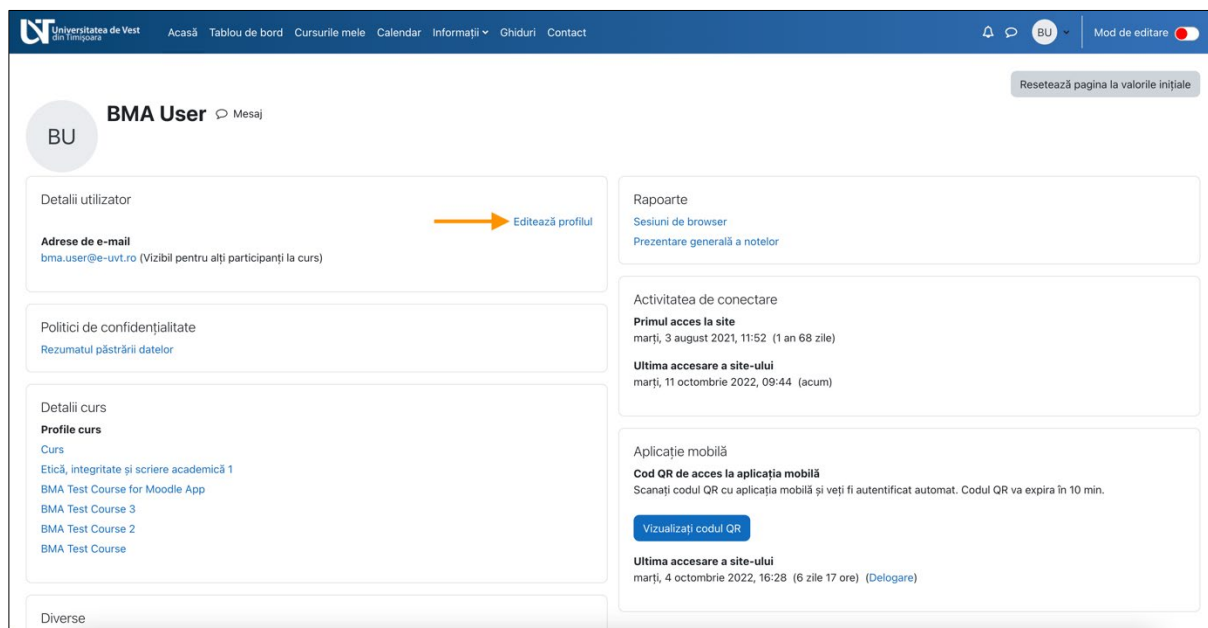 Universitatea de Vest
din Timișoara
Acasă Tablou de bord Cursurile mele Calendar Informații Ghiduri Contact
BU
Mod de editare
Resetează pagina la valorile inițiale
BU
BMA User Mesaj
Detalii utilizator
Editează profilul
Adrese de e-mail
bma.user@e-uvt.ro (Vizibil pentru alți participanți la curs)
Politici de confidențialitate
Rezumatul păstrării datelor
Detalii curs
Profile curs
Curs
Etică, integritate și scriere academică 1
BMA Test Course for Moodle App
BMA Test Course 3
BMA Test Course 2
BMA Test Course
Diverse
Rapoarte
Sesiuni de browser
Prezentare generală a notelor
Activitatea de conectare
Primul acces la site
marți, 3 august 2021, 11:52 (1 an 68 zile)
Ultima accesare a site-ului
marți, 11 octombrie 2022, 09:44 (acum)
Aplicație mobilă
Cod QR de acces la aplicația mobilă
Scanați codul QR cu aplicația mobilă și veți fi autentificat automat. Codul QR va expira în 10 min.
Vizualizați codul QR
Ultima accesare a site-ului
marți, 4 octombrie 2022, 16:28 (6 zile 17 ore) (Delogare)